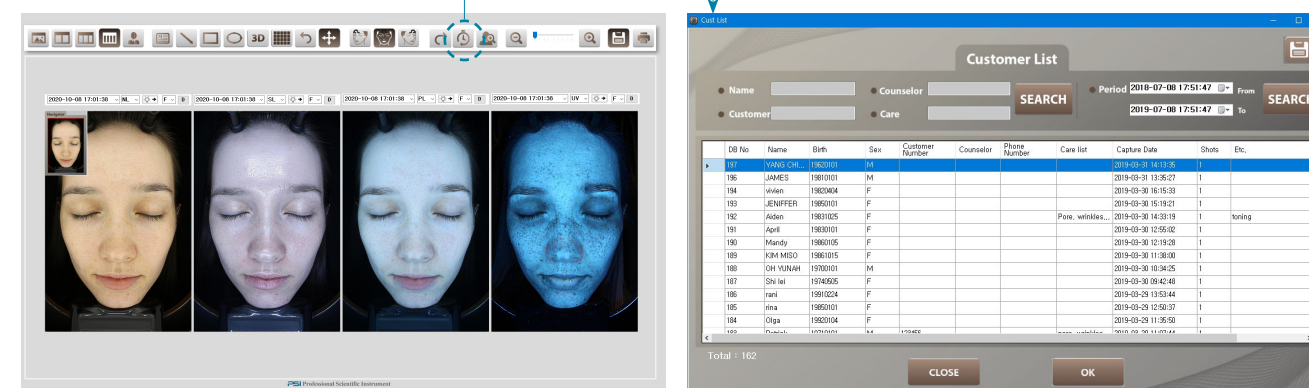 3D
2020-10-08 17:01:38 NL F D
2020-10-08 17:01:38 SL F D
2020-10-08 17:01:38 PL F D
2020-10-08 17:01:38 UV F D
Navigator
PSI Professional Scientific Instrument
Cust List
Customer List
Name Counselor SEARCH Period 2018-07-08 17:51:47 From SEARCH
Customer Care 2019-07-08 17:51:47 To
DB No Name Birth Sex Customer Number Counselor Phone Number Care list Capture Date Shots Etc,
197 YANG CHI... 19620101 M 2019-03-31 14:13:35 1
196 JAMES 19810101 M 2019-03-31 13:35:27 1
194 vivien 19820404 F 2019-03-30 16:15:33 1
193 JENIFFER 19850101 F 2019-03-30 15:19:21 1
192 Aiden 19831025 F Pore, wrinkles... 2019-03-30 14:33:19 1 toning
191 April 19830101 F 2019-03-30 12:55:02 1
190 Mandy 19860105 F 2019-03-30 12:19:28 1
189 KIM MISO 19861015 F 2019-03-30 11:38:00 1
188 OH YUNAH 19700101 M 2019-03-30 10:34:25 1
187 Shi lei 19740505 F 2019-03-30 09:42:48 1
186 rani 19910224 F 2019-03-29 13:53:44 1
185 rina 19850101 F 2019-03-29 12:50:37 1
184 Olga 19920104 F 2019-03-29 11:35:50 1
Total : 162
CLOSE OK